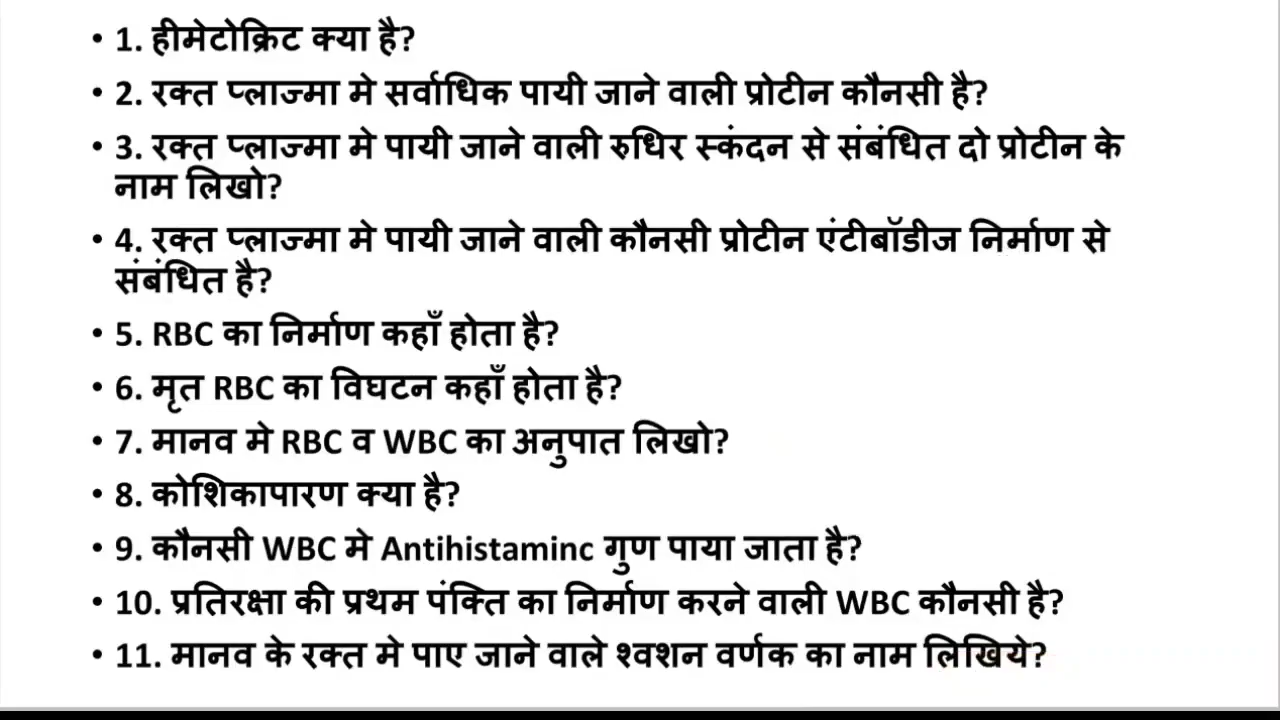 • 1. हीमेटोक्रिट क्या है?
• 2. रक्त प्लाज्मा मे सर्वाधिक पायी जाने वाली प्रोटीन कौनसी है?
• 3. रक्त प्लाज्मा मे पायी जाने वाली रुधिर स्कंदन से संबंधित दो प्रोटीन के
नाम लिखो?
• 4. रक्त प्लाज्मा मे पायी जाने वाली कौनसी प्रोटीन एंटीबॉडीज निर्माण से
संबंधित है?
• 5. RBC का निर्माण कहाँ होता है?
• 6. मृत RBC का विघटन कहाँ होता है?
• 7. मानव मे RBC व WBC का अनुपात लिखो?
• 8. कोशिकापारण क्या है?
• 9. कौनसी WBC मे Antihistaminc गुण पाया जाता है?
• 10. प्रतिरक्षा की प्रथम पंक्ति का निर्माण करने वाली WBC कौनसी है?
• 11. मानव के रक्त मे पाए जाने वाले श्वशन वर्णक का नाम लिखिये?